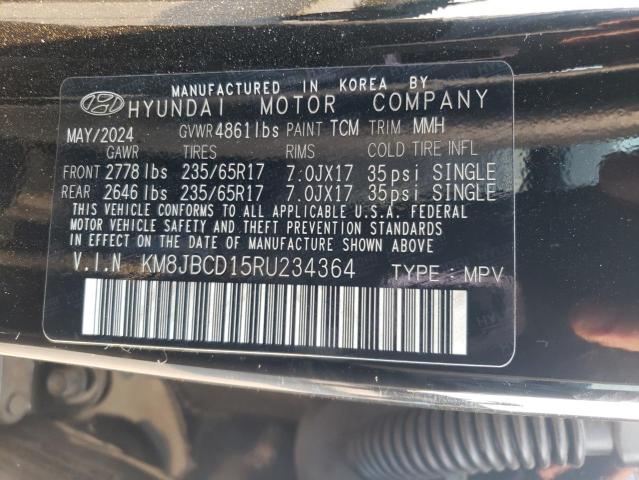 MANUFACTURED IN KOREA BY
HYUNDAI MOTOR COMPANY
MAY/2024 GVWR 4861lbs PAINT TCM TRIM MMH
GAWR TIRES RIMS COLD TIRE INFL
FRONT 2778 lbs 235/65R17 7.0JX17 35psi SINGLE
REAR 2646 lbs 235/65R17 7.0JX17 35psi SINGLE
THIS VEHICLE CONFORMS TO ALL APPLICABLE U.S.A. FEDERAL
MOTOR VEHICLE SAFETY AND THEFT PREVENTION STANDARDS
IN EFFECT ON THE DATE OF MANUFACTURE SHOWN ABOVE.
V.I.N KM8JBCD15RU234364 TYPE : MPV